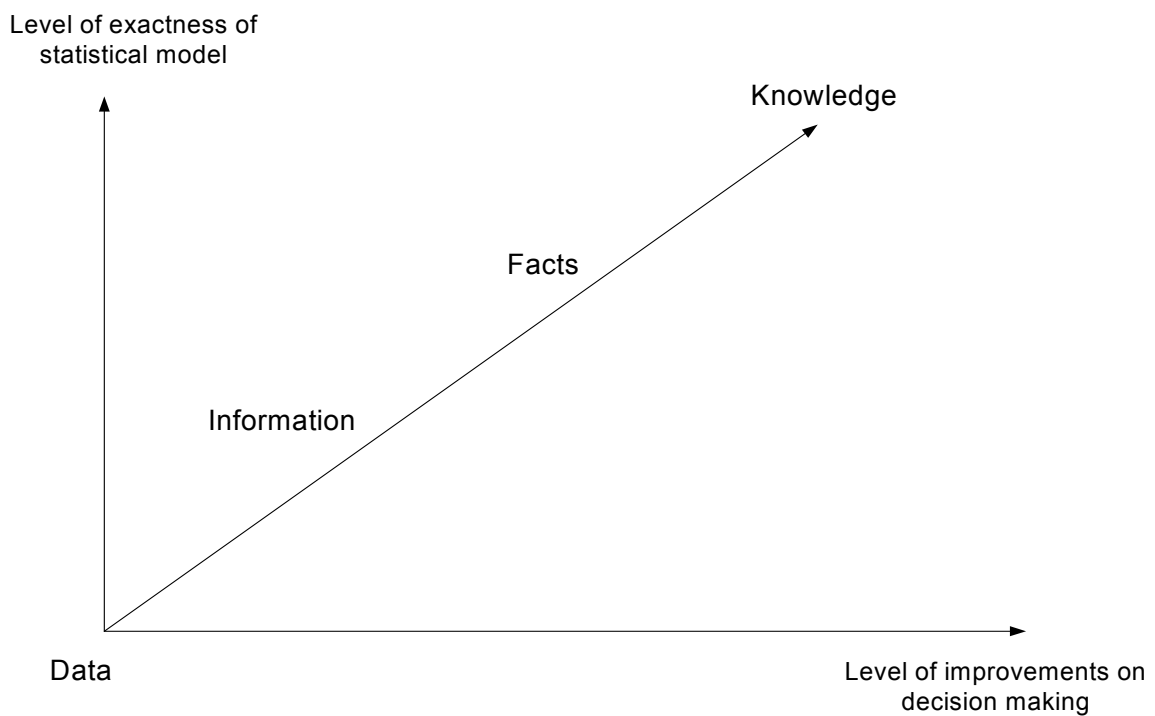 Level of exactness of
statistical model
Knowledge
Facts
Information
Data
Level of improvements on
decision making